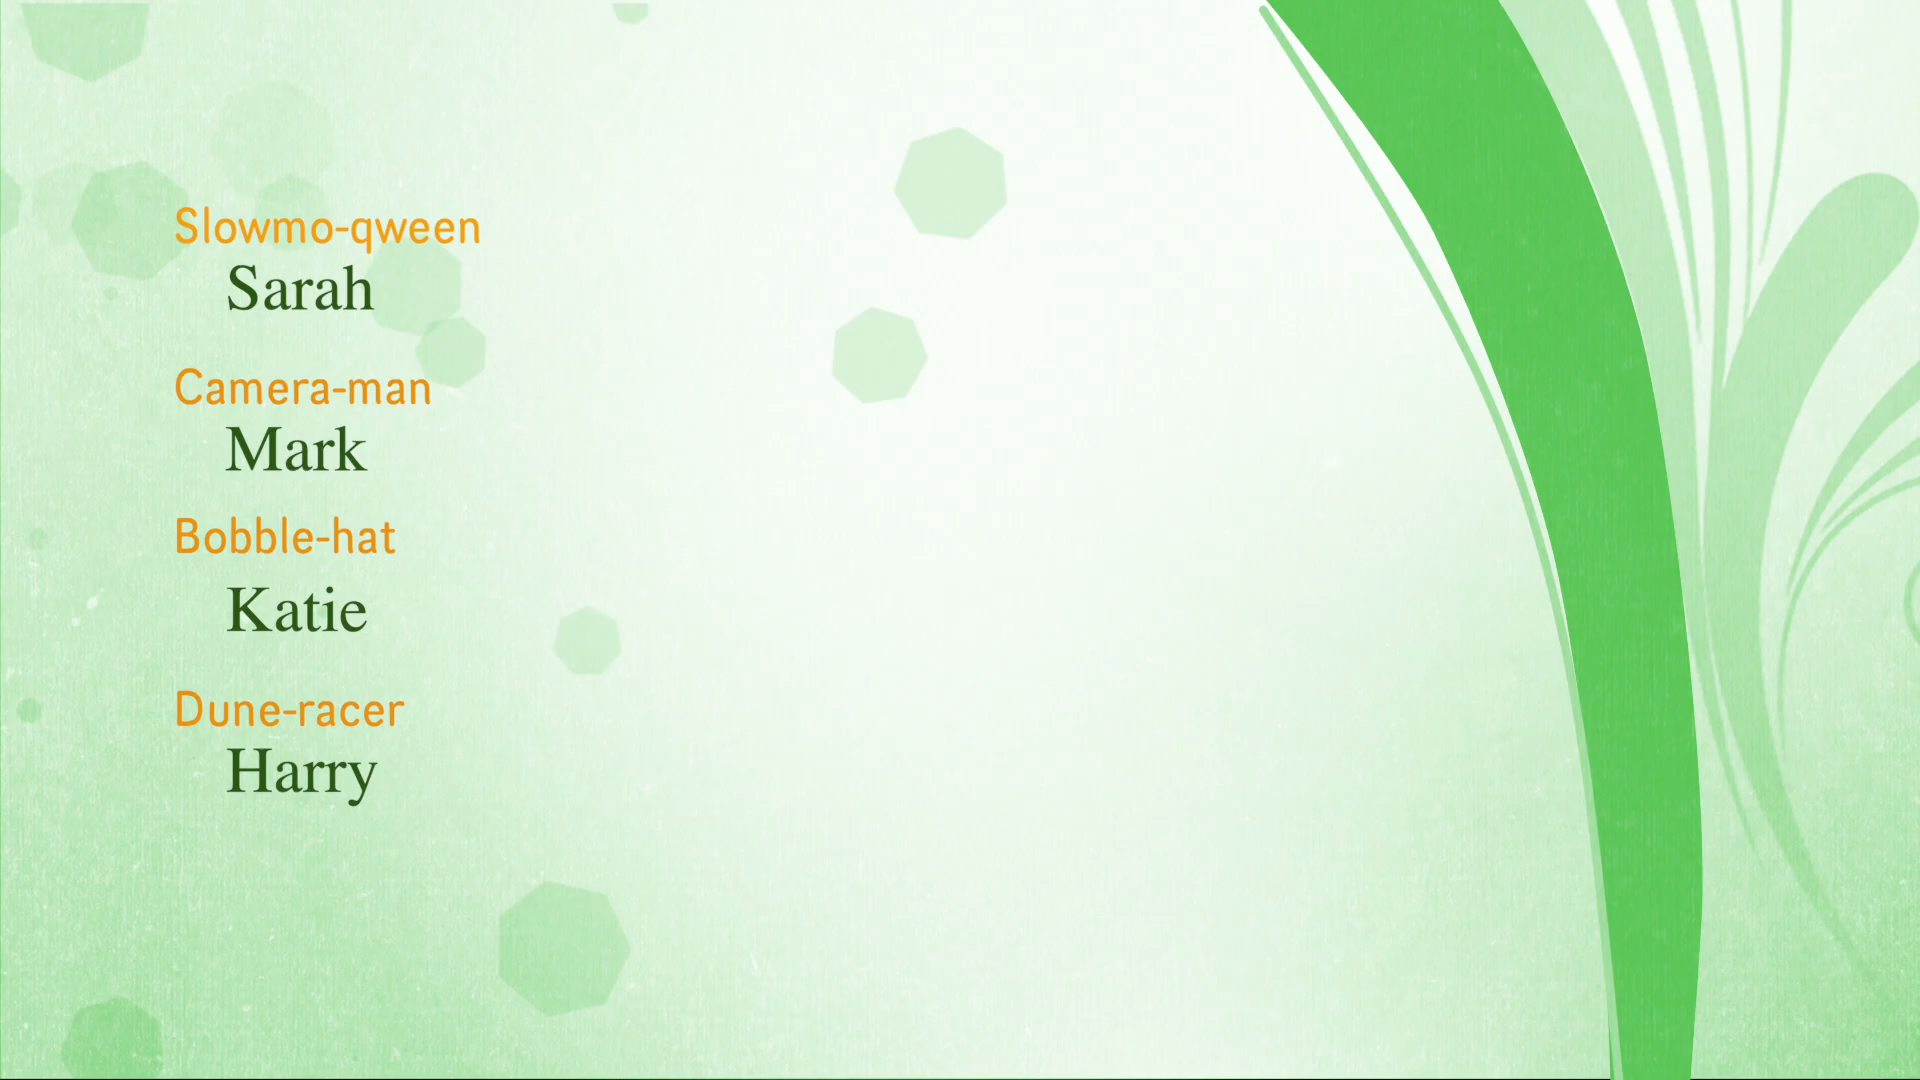 Slowmo-qween
Sarah
Camera-man
Mark
Bobble-hat
Katie
Dune-racer
Harry